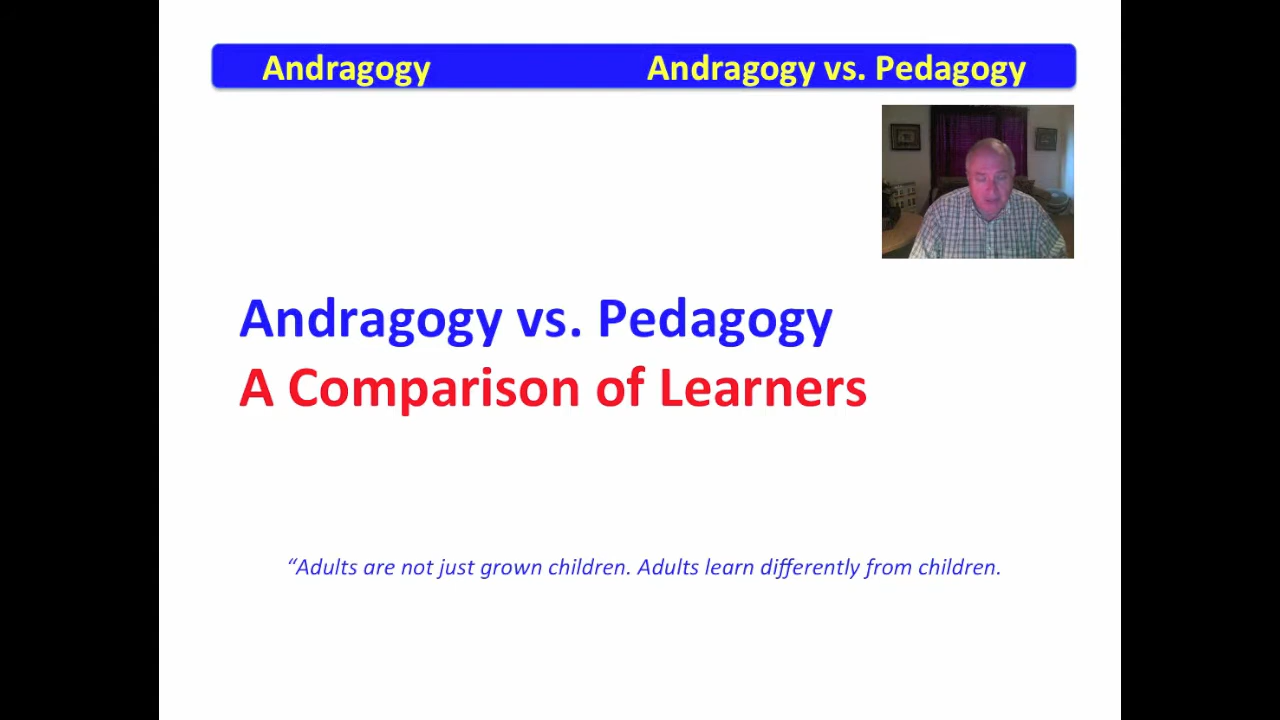 Andragogy Andragogy vs. Pedagogy
Andragogy vs. Pedagogy
A Comparison of Learners
“Adults are not just grown children. Adults learn differently from children.